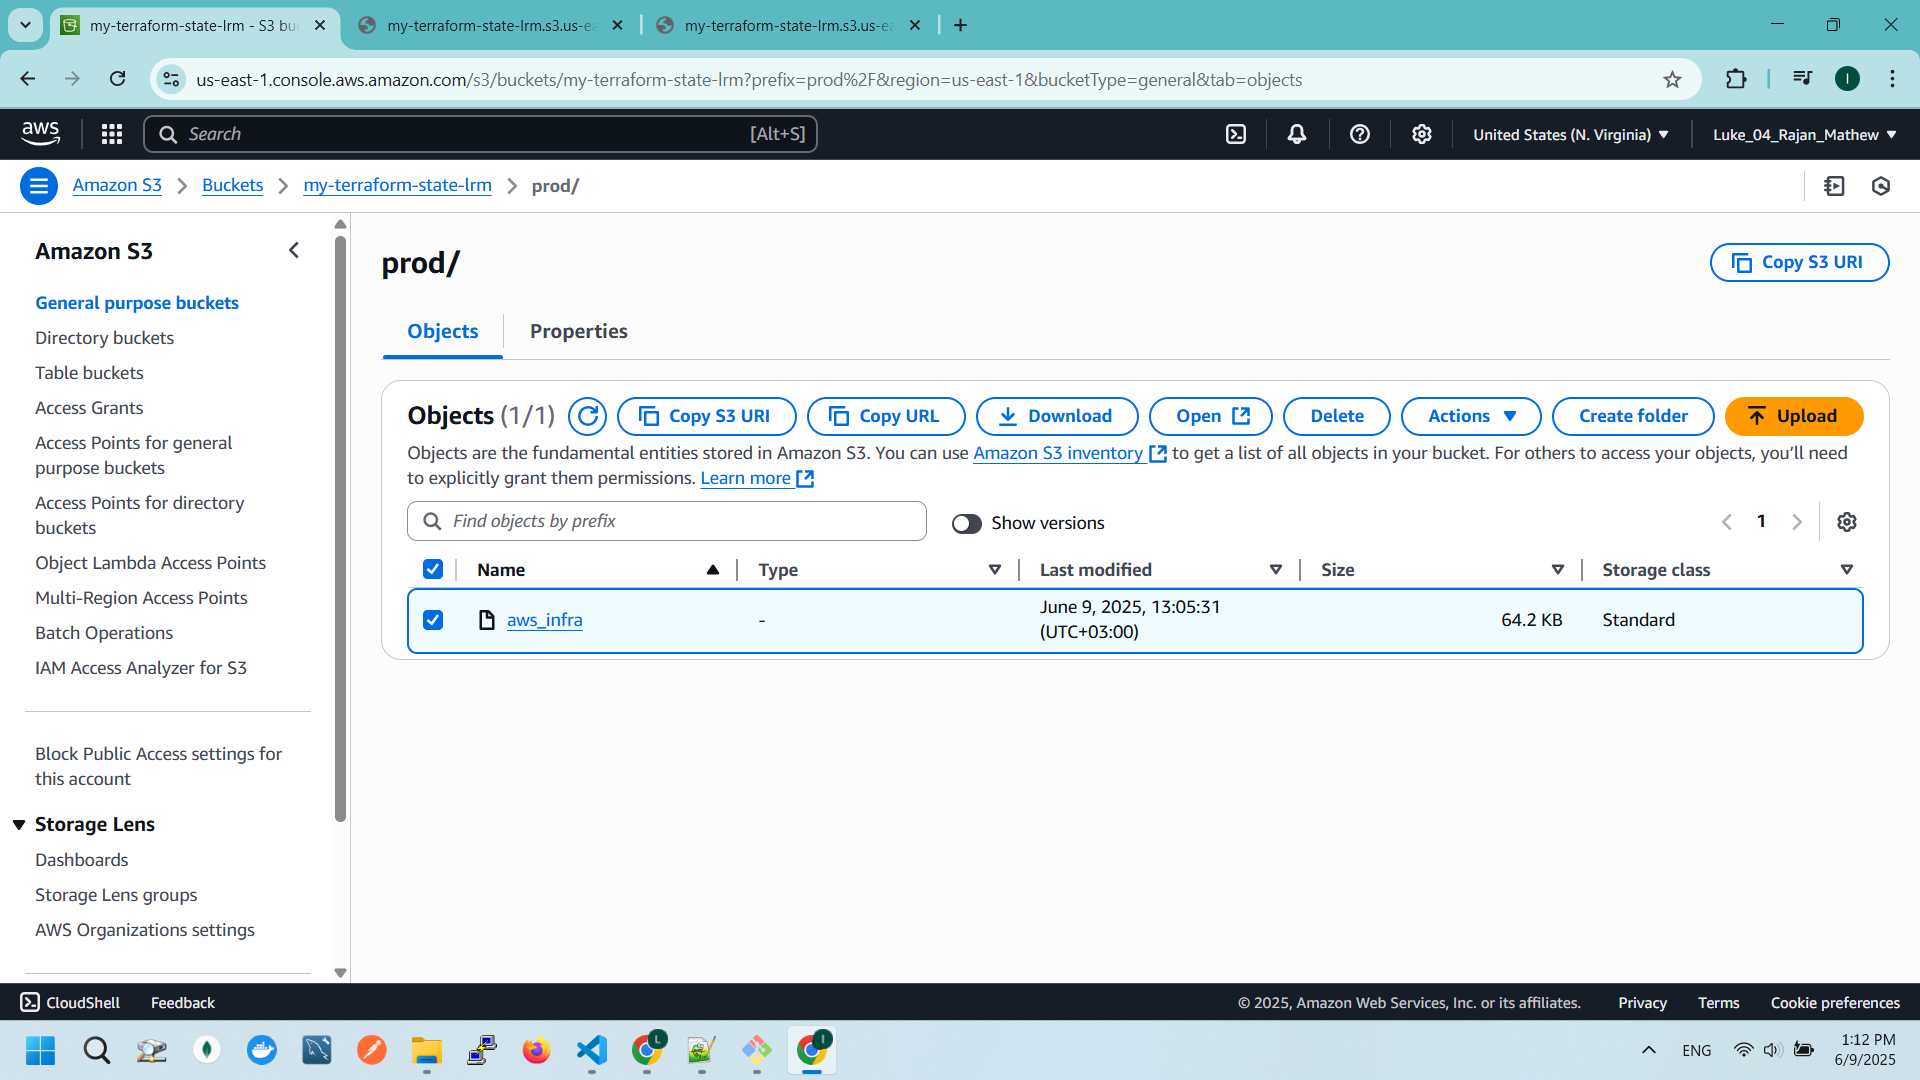 my-terraform-state-lrm - S3 bu
my-terraform-state-lrm.s3.us-ea
my-terraform-state-lrm.s3.us-ea
us-east-1.console.aws.amazon.com/s3/buckets/my-terraform-state-lrm?prefix=prod%2F&region=us-east-1&bucketType=general&tab=objects
I
aws
Search
[Alt+S]
United States (N. Virginia)
Luke_04_Rajan_Mathew
Amazon S3
Buckets
my-terraform-state-lrm
prod/
Amazon S3
General purpose buckets
Directory buckets
Table buckets
Access Grants
Access Points for general
purpose buckets
Access Points for directory
buckets
Object Lambda Access Points
Multi-Region Access Points
Batch Operations
IAM Access Analyzer for S3
Block Public Access settings for
this account
Storage Lens
Dashboards
Storage Lens groups
AWS Organizations settings
prod/
Copy S3 URI
Objects
Properties
Objects (1/1)
Copy S3 URI
Copy URL
Download
Open
Delete
Actions
Create folder
Upload
Objects are the fundamental entities stored in Amazon S3. You can use Amazon S3 inventory to get a list of all objects in your bucket. For others to access your objects, you’ll need
to explicitly grant them permissions. Learn more
Find objects by prefix
Show versions
1
Name
Type
Last modified
Size
Storage class
aws_infra
-
June 9, 2025, 13:05:31
(UTC+03:00)
64.2 KB
Standard
CloudShell
Feedback
© 2025, Amazon Web Services, Inc. or its affiliates.
Privacy
Terms
Cookie preferences
L
I
ENG
1:12 PM
6/9/2025